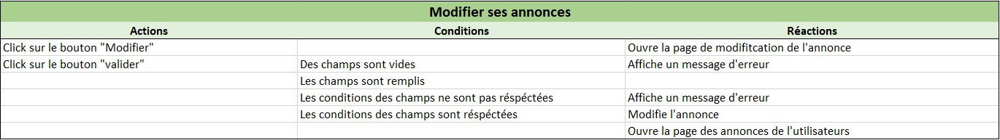 Modifier ses annonces
Actions Conditions Réactions
Click sur le bouton "Modifier" Ouvre la page de modifitcation de l'annonce
Click sur le bouton "valider" Des champs sont vides Affiche un message d'erreur
Les champs sont remplis
Les conditions des champs ne sont pas réspéctées Affiche un message d'erreur
Les conditions des champs sont réspéctées Modifie l'annonce
Ouvre la page des annonces de l'utilisateurs